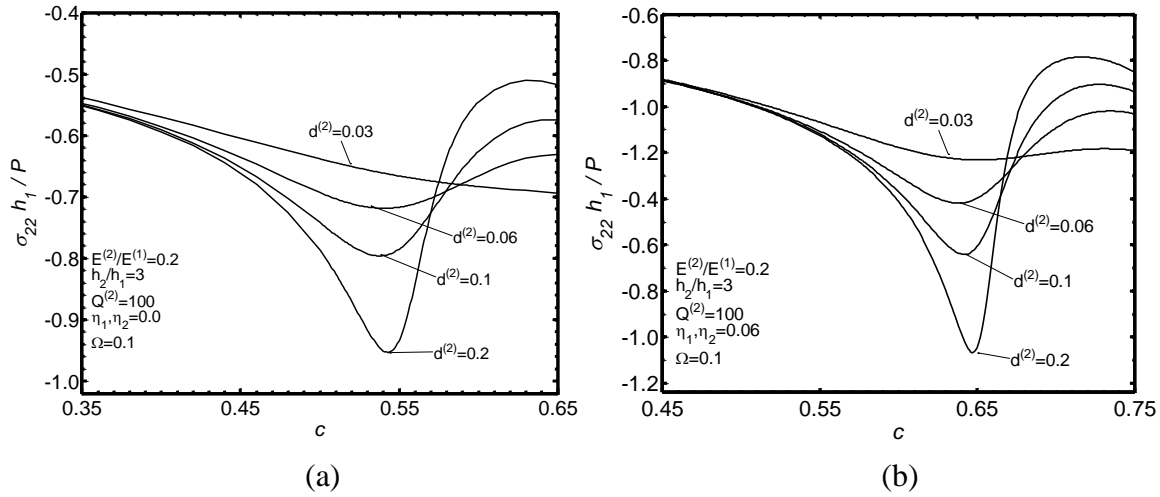 -0.4
-0.5
-0.6
-0.7
-0.8
-0.9
-1.0
σ₂₂ h₁ / P
d⁽²⁾=0.03
d⁽²⁾=0.06
d⁽²⁾=0.1
d⁽²⁾=0.2
E⁽²⁾/E⁽¹⁾=0.2
h₂/h₁=3
Q⁽²⁾=100
η₁,η₂=0.0
Ω=0.1
0.35 0.45 0.55 0.65
c
(a)
-0.6
-0.8
-1.0
-1.2
-0.4
-0.6
-0.8
-1.0
-1.2
σ₂₂ h₁ / P
d⁽²⁾=0.03
d⁽²⁾=0.06
d⁽²⁾=0.1
d⁽²⁾=0.2
E⁽²⁾/E⁽¹⁾=0.2
h₂/h₁=3
Q⁽²⁾=100
η₁,η₂=0.06
Ω=0.1
0.45 0.55 0.65 0.75
c
(b)